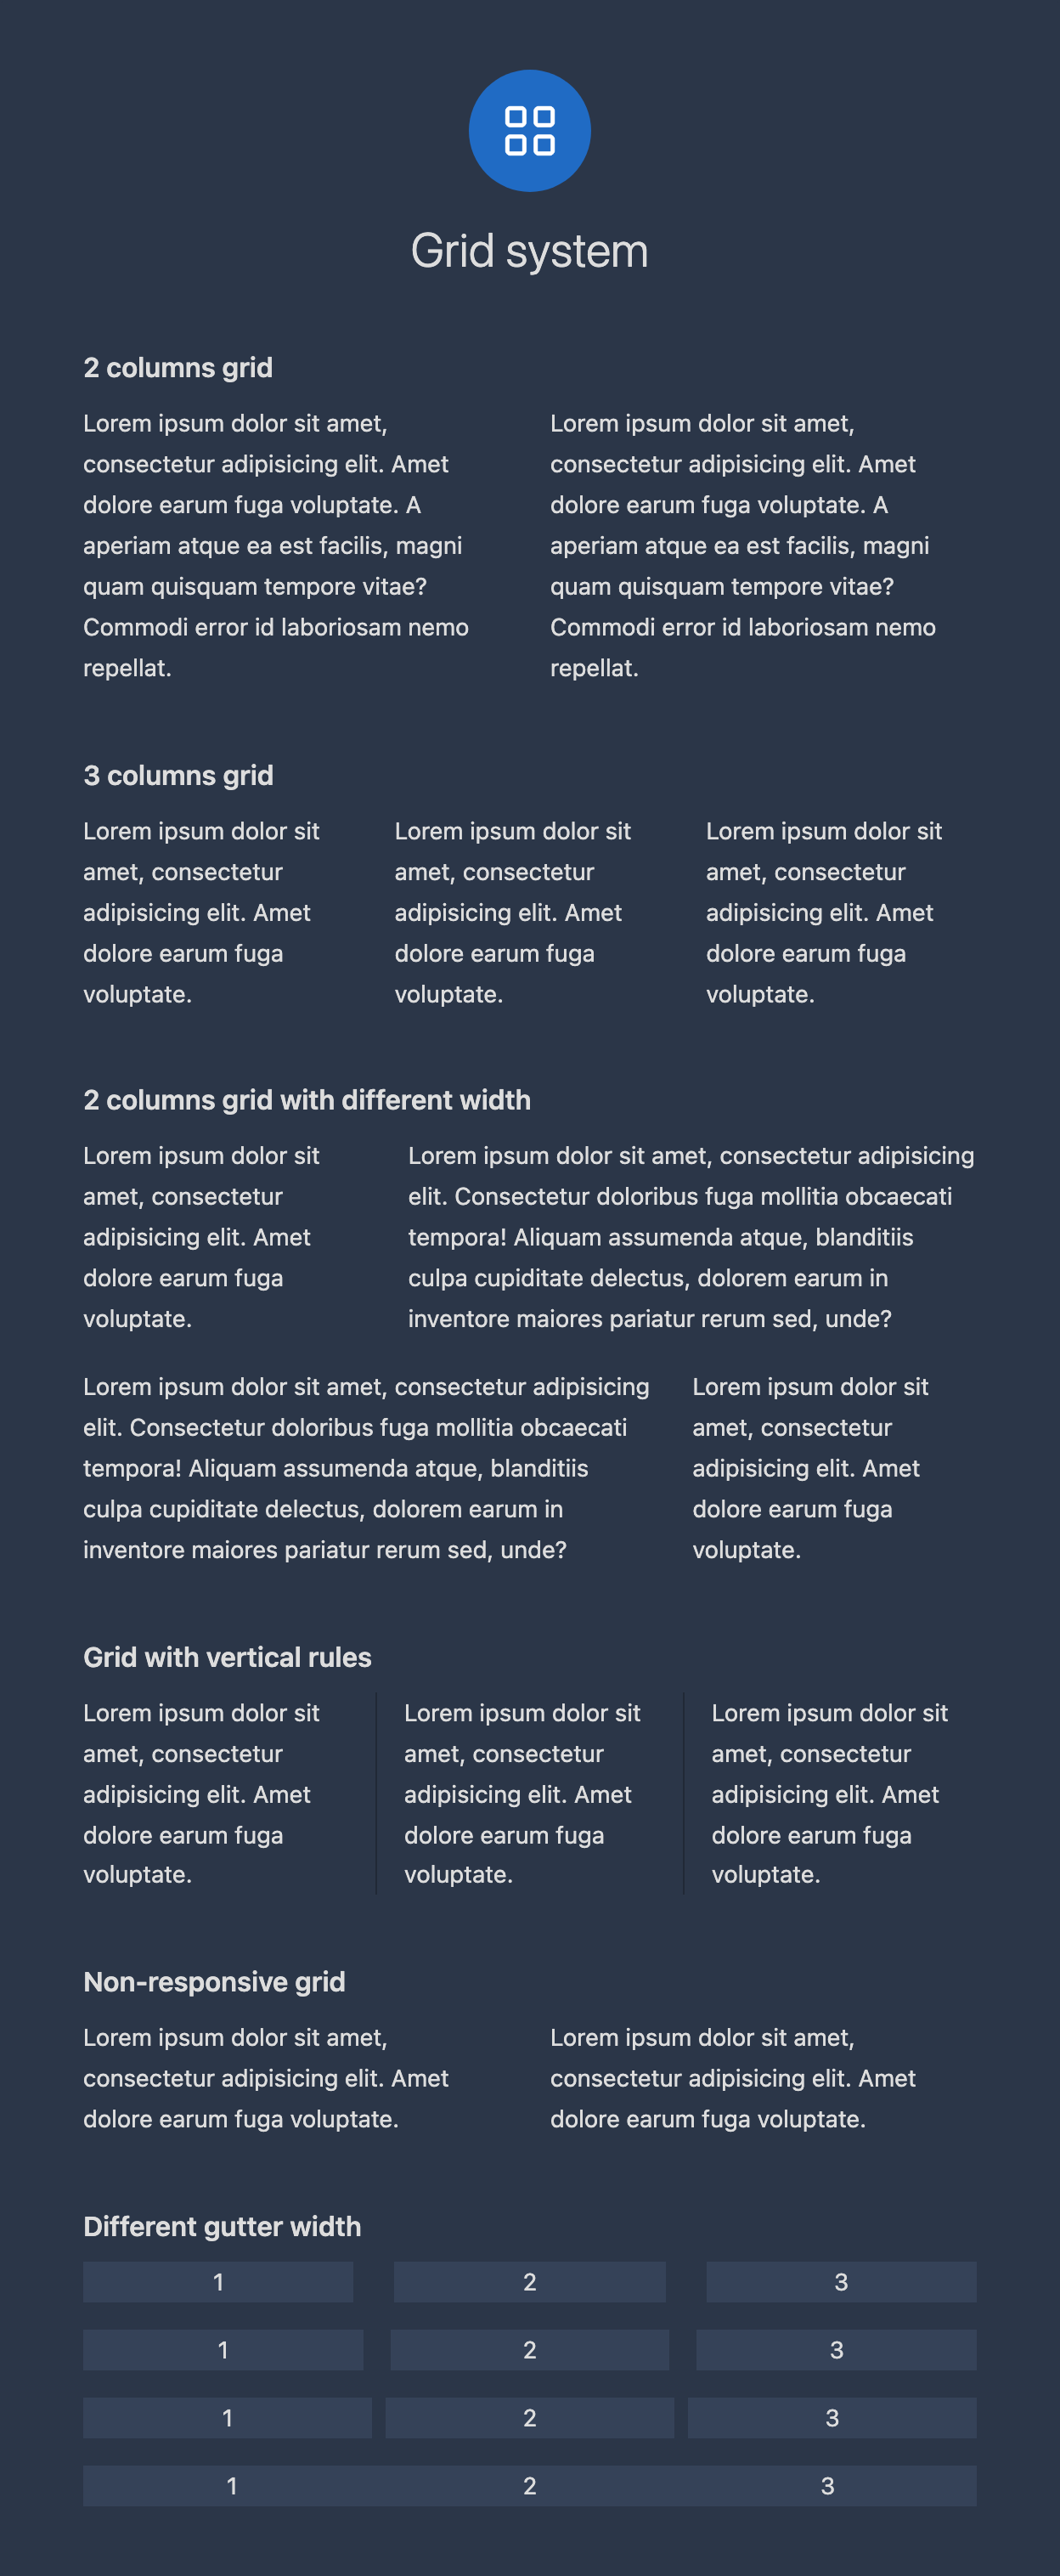 Grid system
2 columns grid
Lorem ipsum dolor sit amet,
consectetur adipisicing elit. Amet
dolore earum fuga voluptate. A
aperiam atque ea est facilis, magni
quam quisquam tempore vitae?
Commodi error id laboriosam nemo
repellat.
Lorem ipsum dolor sit amet,
consectetur adipisicing elit. Amet
dolore earum fuga voluptate. A
aperiam atque ea est facilis, magni
quam quisquam tempore vitae?
Commodi error id laboriosam nemo
repellat.
3 columns grid
Lorem ipsum dolor sit
amet, consectetur
adipisicing elit. Amet
dolore earum fuga
voluptate.
Lorem ipsum dolor sit
amet, consectetur
adipisicing elit. Amet
dolore earum fuga
voluptate.
Lorem ipsum dolor sit
amet, consectetur
adipisicing elit. Amet
dolore earum fuga
voluptate.
2 columns grid with different width
Lorem ipsum dolor sit
amet, consectetur
adipisicing elit. Amet
dolore earum fuga
voluptate.
Lorem ipsum dolor sit amet, consectetur adipisicing
elit. Consectetur doloribus fuga mollitia obcaecati
tempora! Aliquam assumenda atque, blanditiis
culpa cupiditate delectus, dolorem earum in
inventore maiores pariatur rerum sed, unde?
Lorem ipsum dolor sit amet, consectetur adipisicing
elit. Consectetur doloribus fuga mollitia obcaecati
tempora! Aliquam assumenda atque, blanditiis
culpa cupiditate delectus, dolorem earum in
inventore maiores pariatur rerum sed, unde?
Lorem ipsum dolor sit
amet, consectetur
adipisicing elit. Amet
dolore earum fuga
voluptate.
Grid with vertical rules
Lorem ipsum dolor sit
amet, consectetur
adipisicing elit. Amet
dolore earum fuga
voluptate.
Lorem ipsum dolor sit
amet, consectetur
adipisicing elit. Amet
dolore earum fuga
voluptate.
Lorem ipsum dolor sit
amet, consectetur
adipisicing elit. Amet
dolore earum fuga
voluptate.
Non-responsive grid
Lorem ipsum dolor sit amet,
consectetur adipisicing elit. Amet
dolore earum fuga voluptate.
Lorem ipsum dolor sit amet,
consectetur adipisicing elit. Amet
dolore earum fuga voluptate.
Different gutter width
1 2 3
1 2 3
1 2 3
1 2 3